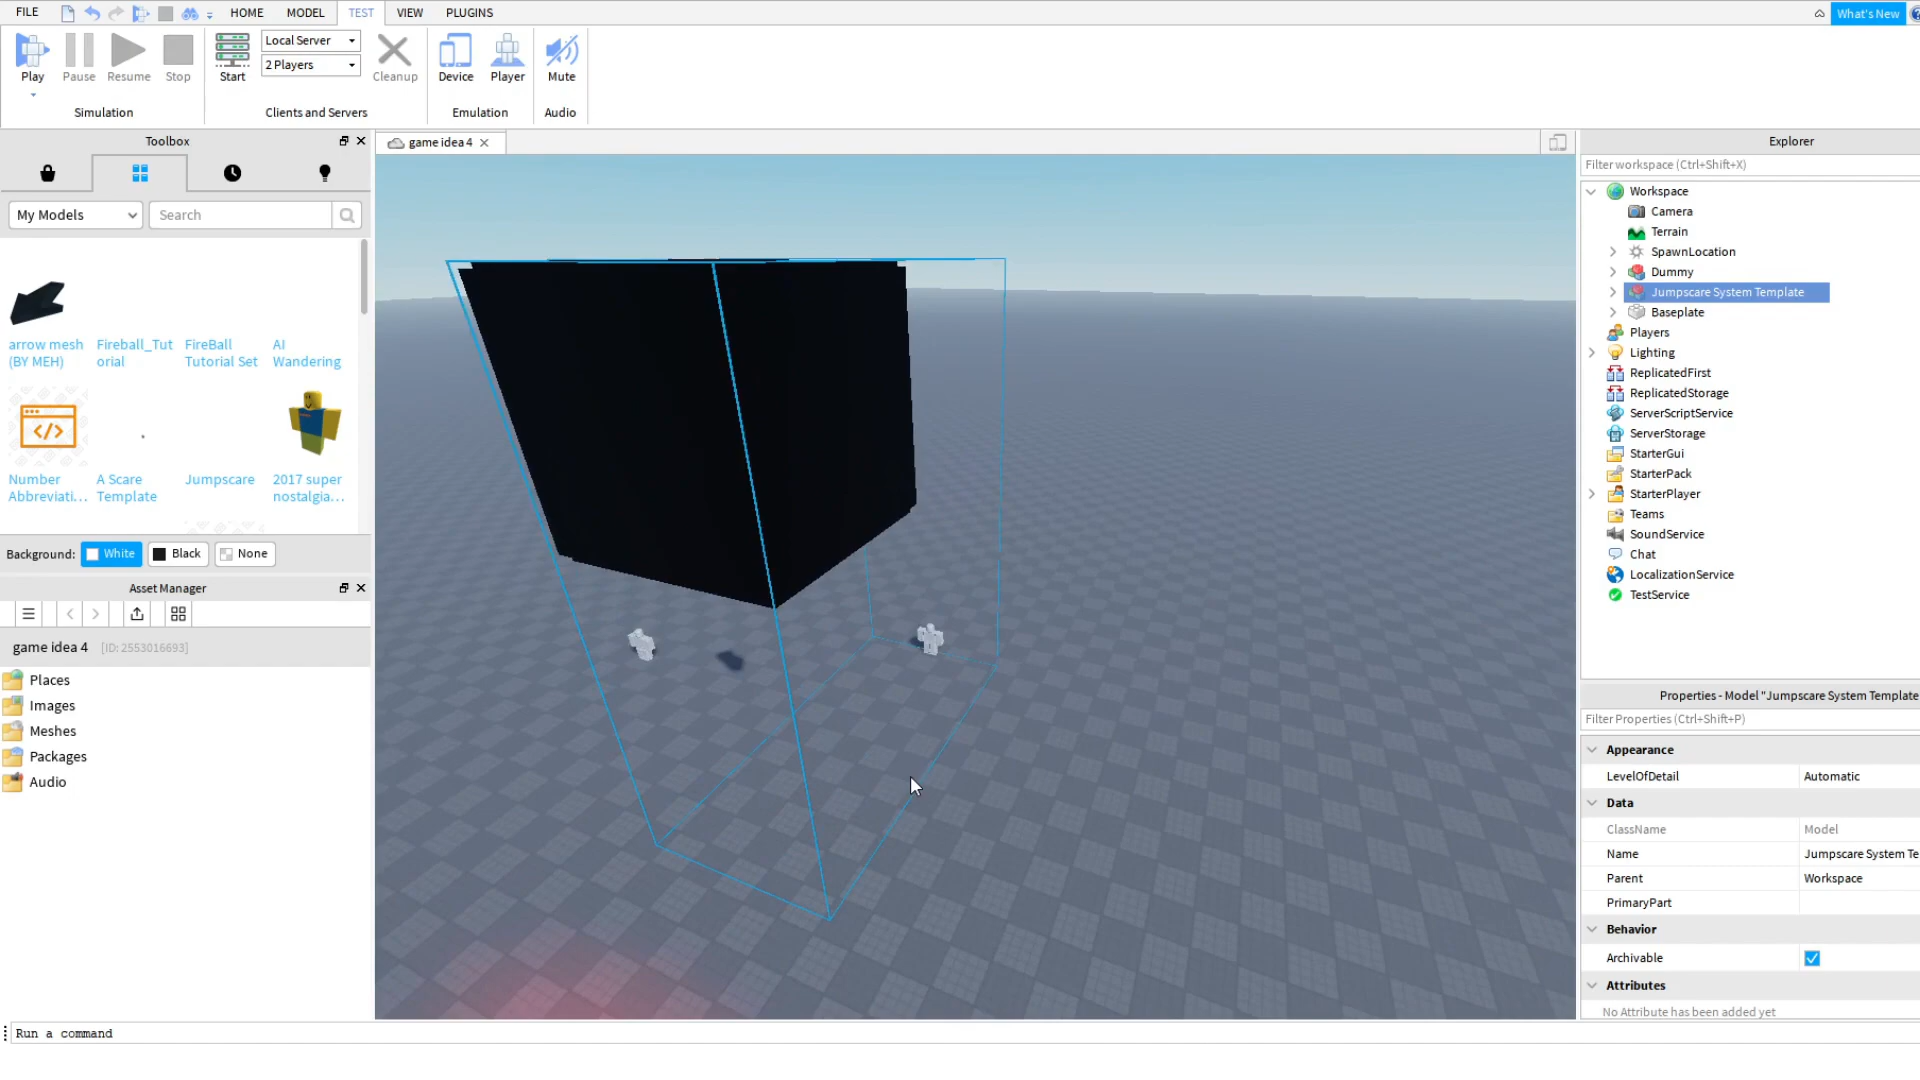 FILE
HOME
MODEL
TEST
VIEW
PLUGINS
What's New
Play
Pause
Resume
Stop
Simulation
Start
Local Server
2 Players
Cleanup
Clients and Servers
Device
Player
Emulation
Mute
Audio
Toolbox
My Models
Search
arrow mesh
(BY MEH)
Fireball_Tut
orial
FireBall
Tutorial Set
AI
Wandering
Number
Abbreviati...
A Scare
Template
Jumpscare
2017 super
nostalgia...
Background:
White
Black
None
Asset Manager
game idea 4 [ID: 2553016693]
Places
Images
Meshes
Packages
Audio
game idea 4
Explorer
Filter workspace (Ctrl+Shift+X)
Workspace
Camera
Terrain
SpawnLocation
Dummy
Jumpscare System Template
Baseplate
Players
Lighting
ReplicatedFirst
ReplicatedStorage
ServerScriptService
ServerStorage
StarterGui
StarterPack
StarterPlayer
Teams
SoundService
Chat
LocalizationService
TestService
Properties - Model "Jumpscare System Template
Filter Properties (Ctrl+Shift+P)
Appearance
LevelOfDetail Automatic
Data
ClassName Model
Name Jumpscare System Te
Parent Workspace
PrimaryPart
Behavior
Archivable
Attributes
No Attribute has been added yet
Run a command